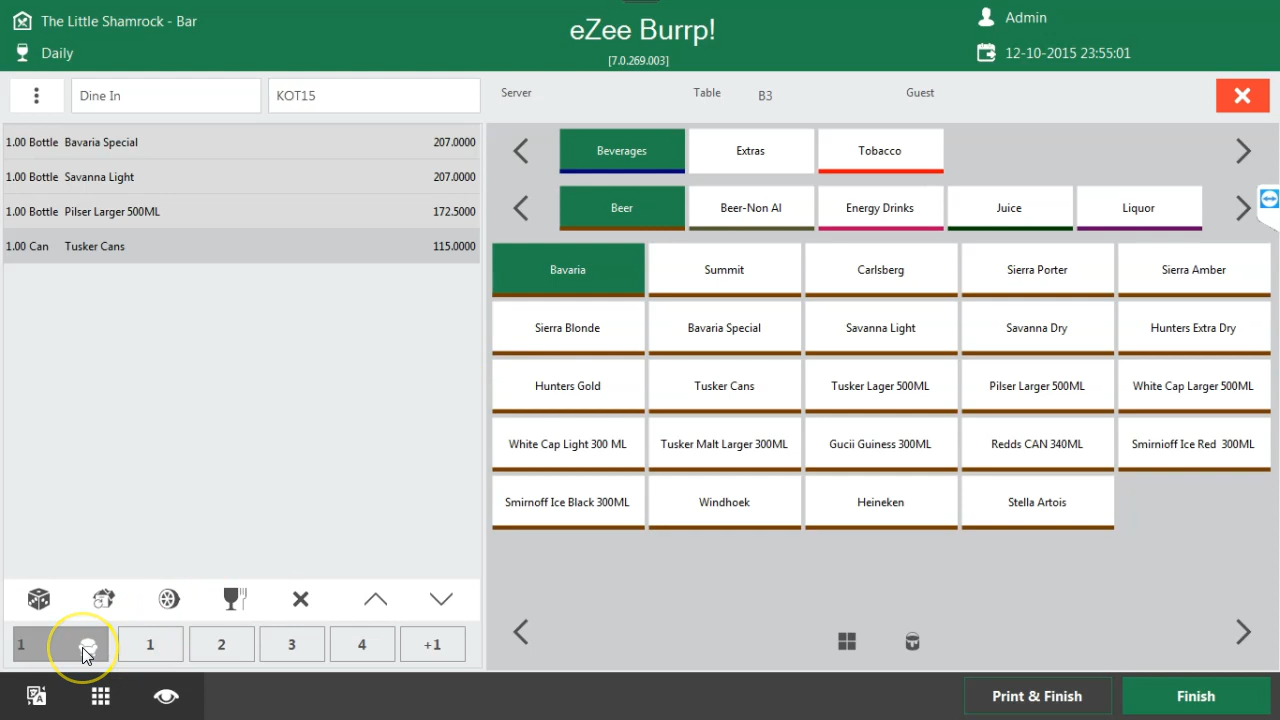 The Little Shamrock - Bar
Daily
eZee Burrp!
[7.0.269.003]
Admin
12-10-2015 23:55:01
Dine In
KOT15
Server
Table
B3
Guest
1.00 Bottle Bavaria Special 207.0000
1.00 Bottle Savanna Light 207.0000
1.00 Bottle Pilser Larger 500ML 172.5000
1.00 Can Tusker Cans 115.0000
Beverages
Extras
Tobacco
Beer
Beer-Non Al
Energy Drinks
Juice
Liquor
Bavaria
Summit
Carlsberg
Sierra Porter
Sierra Amber
Sierra Blonde
Bavaria Special
Savanna Light
Savanna Dry
Hunters Extra Dry
Hunters Gold
Tusker Cans
Tusker Lager 500ML
Pilser Larger 500ML
White Cap Larger 500ML
White Cap Light 300 ML
Tusker Malt Larger 300ML
Gucii Guiness 300ML
Redds CAN 340ML
Smirnioff Ice Red 300ML
Smirnoff Ice Black 300ML
Windhoek
Heineken
Stella Artois
1
1
2
3
4
+1
Print & Finish
Finish